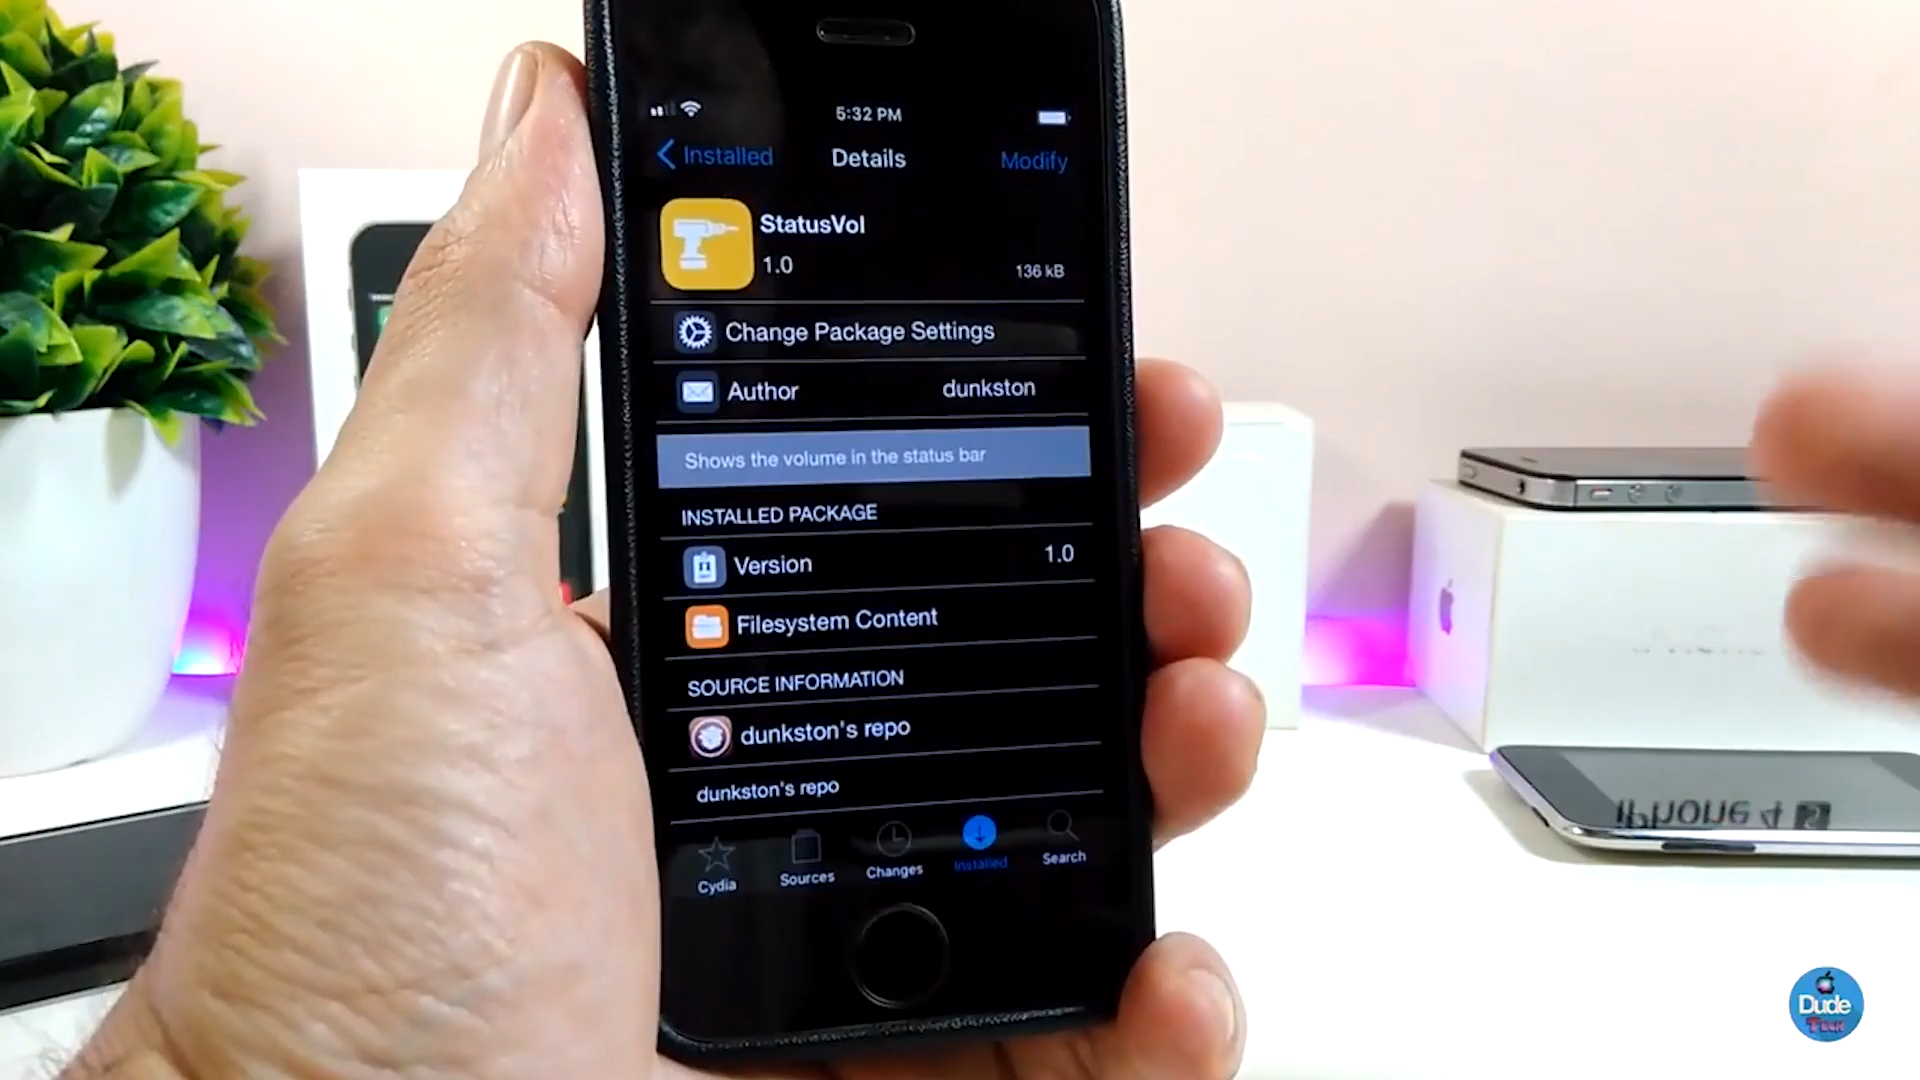 5:32 PM
Installed
Details
Modify
StatusVol
1.0
136 kB
Change Package Settings
Author
dunkston
Shows the volume in the status bar
INSTALLED PACKAGE
Version
1.0
Filesystem Content
SOURCE INFORMATION
dunkston's repo
dunkston's repo
Cydia
Sources
Changes
Installed
Search
iPhone 4
Dude
Tech